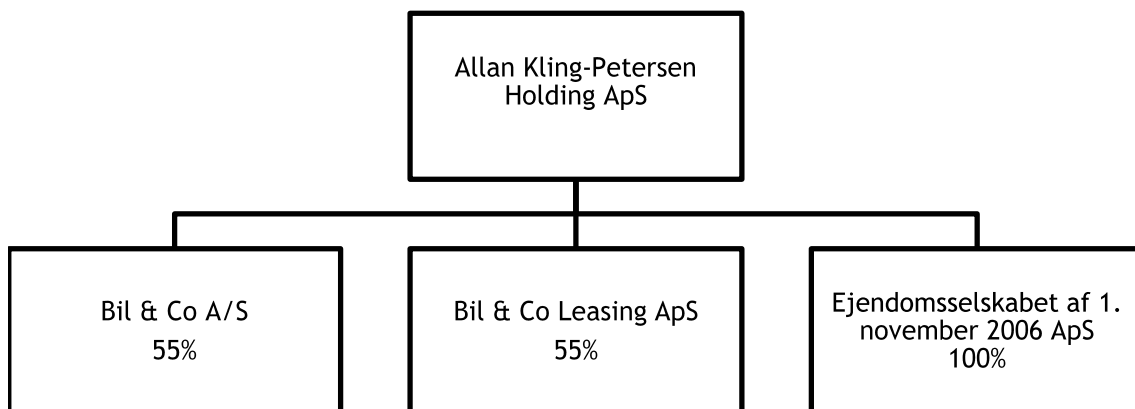 Allan Kling-Petersen
Holding ApS
Bil & Co A/S
55%
Bil & Co Leasing ApS
55%
Ejendomsselskabet af 1.
november 2006 ApS
100%